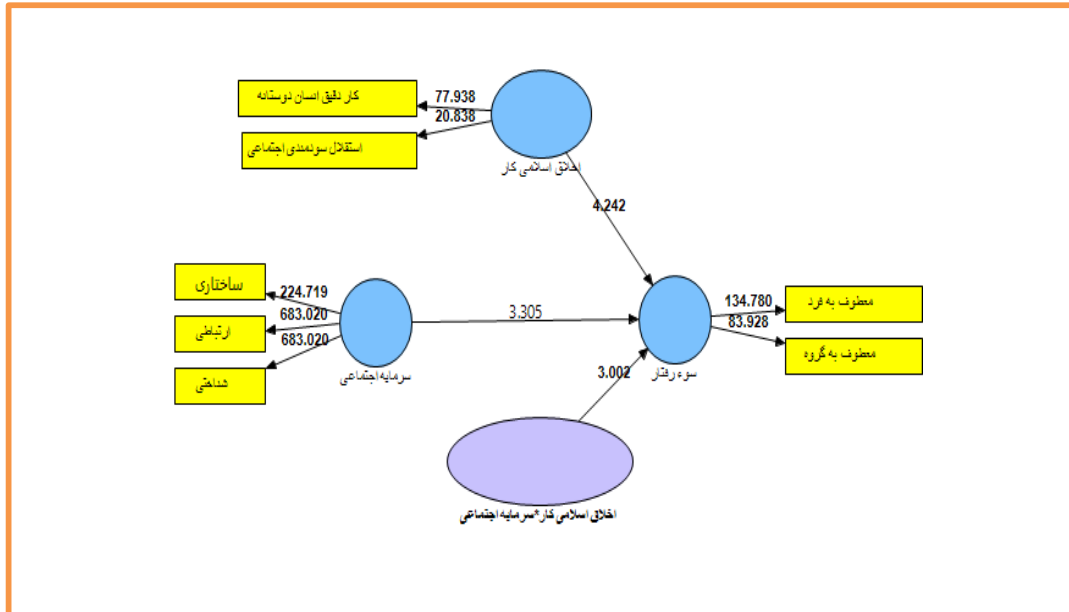 کار دقیق انسان دوستانه
77.938
20.838
استقلال سودمندی اجتماعی
اخلاق اسلامی کار
4.242
ساختاری
224.719
683.020
ارتباطی
683.020
شناختی
سرمایه اجتماعی
3.305
134.780
معطوف به فرد
83.928
معطوف به گروه
سوء رفتار
3.002
اخلاق اسلامی کار*سرمایه اجتماعی